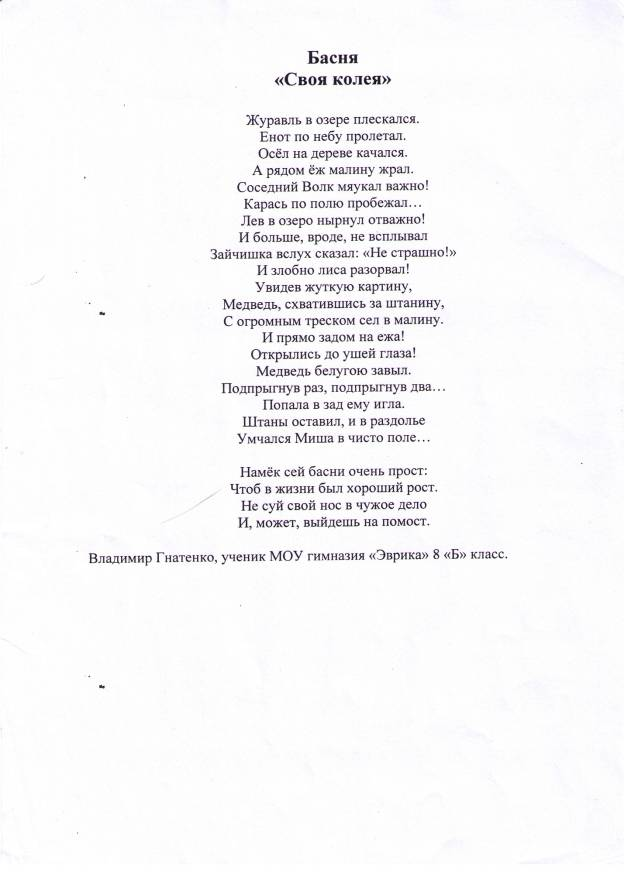 Басня
«Своя колея»
Журавль в озере плескался.
Енот по небу пролетал.
Осёл на дереве качался.
А рядом ёж малину жрал.
Соседний Волк мяукал важно!
Карась по полю пробежал…
Лев в озеро нырнул отважно!
И больше, вроде, не всплывал
Зайчишка вслух сказал: «Не страшно!»
И злобно лиса разорвал!
Увидев жуткую картину,
Медведь, схватившись за штанину,
С огромным треском сел в малину.
И прямо задом на ежа!
Открылись до ушей глаза!
Медведь белугою завыл.
Подпрыгнув раз, подпрыгнув два…
Попала в зад ему игла.
Штаны оставил, и в раздолье
Умчался Миша в чисто поле…
Намёк сей басни очень прост:
Чтоб в жизни был хороший рост.
Не суй свой нос в чужое дело
И, может, выйдешь на помост.
Владимир Гнатенко, ученик МОУ гимназия «Эврика» 8 «Б» класс.